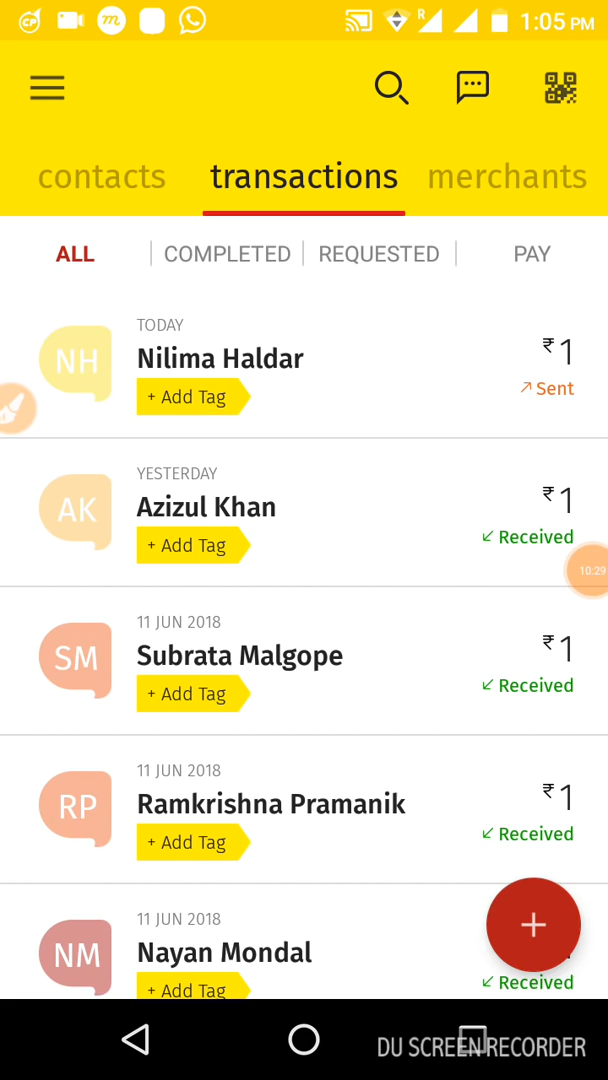 R 1:05 PM
contacts transactions merchants
ALL COMPLETED REQUESTED PAY
TODAY
NH Nilima Haldar ₹1
+ Add Tag Sent
YESTERDAY
AK Azizul Khan ₹1
+ Add Tag Received
10:29
11 JUN 2018
SM Subrata Malgope ₹1
+ Add Tag Received
11 JUN 2018
RP Ramkrishna Pramanik ₹1
+ Add Tag Received
11 JUN 2018
NM Nayan Mondal
+ Add Tag Received
DU SCREEN RECORDER